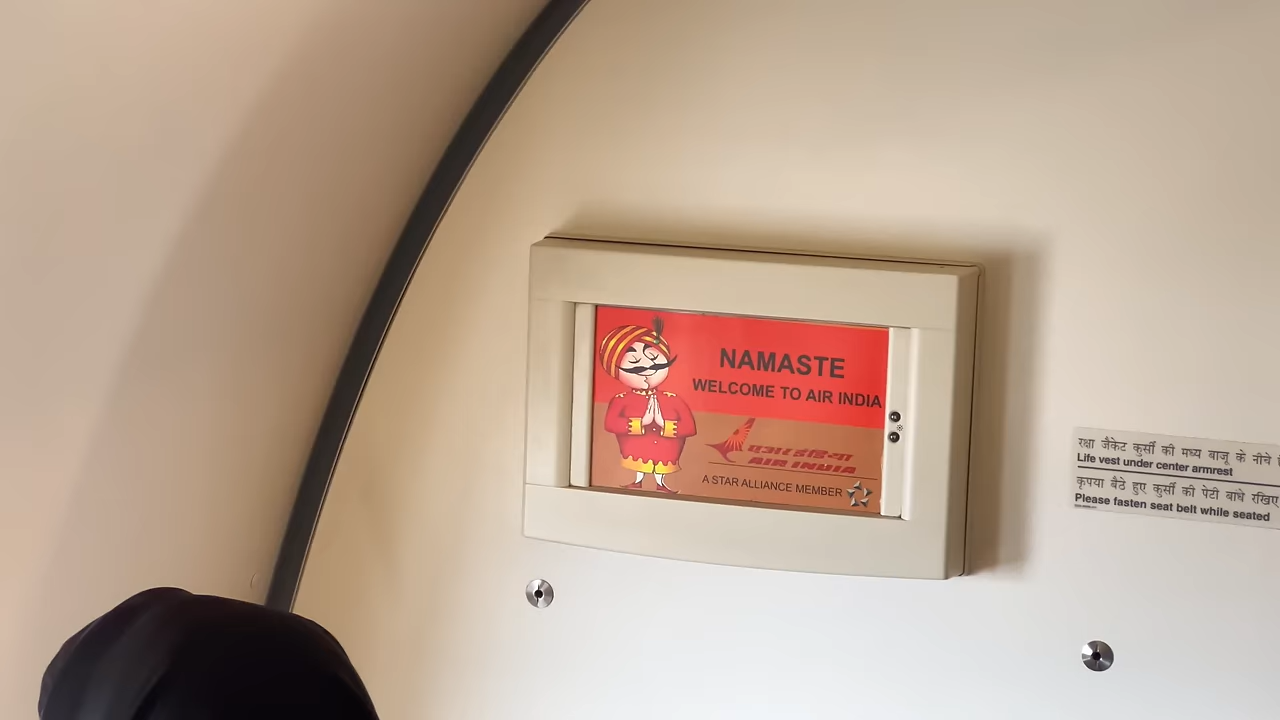 NAMASTE
WELCOME TO AIR INDIA
एअर इंडिया
AIR INDIA
A STAR ALLIANCE MEMBER
रक्षा जैकेट कुर्सी की मध्य बाजू के नीचे
Life vest under center armrest
कृपया बैठे हुए कुर्सी की पेटी बांधे रखिए
Please fasten seat belt while seated